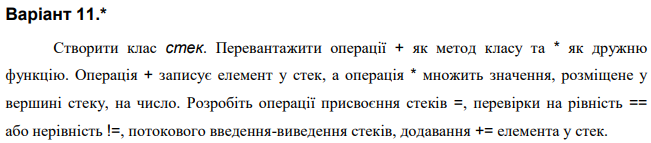 Варіант 11.*
Створити клас стек. Перевантажити операції + як метод класу та * як дружню
функцію. Операція + записує елемент у стек, а операція * множить значення, розміщене у
вершині стеку, на число. Розробіть операції присвоєння стеків =, перевірки на рівність ==
або нерівність !=, потокового введення-виведення стеків, додавання += елемента у стек.